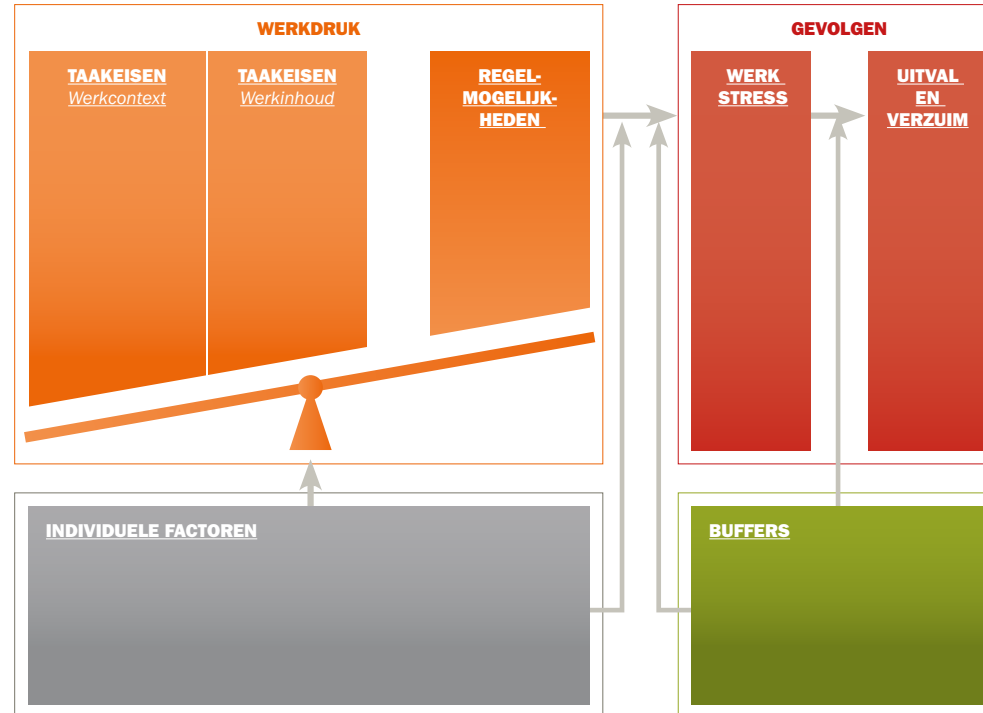 WERKDRUK
TAAKEISEN
Werkcontext
TAAKEISEN
Werkinhoud
REGEL-
MOGELIJK-
HEDEN
GEVOLGEN
WERK
STRESS
UITVAL
EN
VERZUIM
INDIVIDUELE FACTOREN
BUFFERS